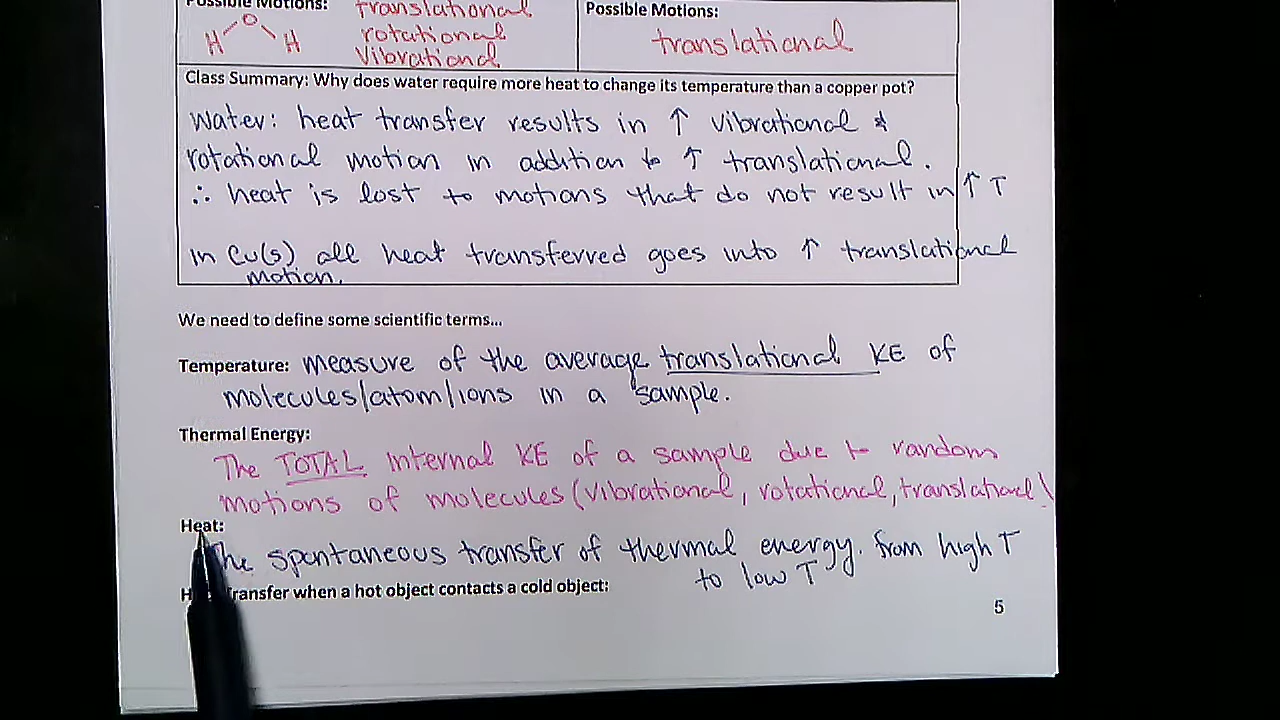 Possible Motions: translational
H O H rotational
vibrational
Possible Motions:
translational
Class Summary: Why does water require more heat to change its temperature than a copper pot?
Water: heat transfer results in ↑ vibrational &
rotational motion in addition to ↑ translational.
∴ heat is lost to motions that do not result in ↑ T
in Cu(s) all heat transferred goes into ↑ translational
motion.
We need to define some scientific terms...
Temperature: measure of the average translational KE of
molecules/atom/ions in a sample.
Thermal Energy:
The TOTAL internal KE of a sample due to random
motions of molecules (vibrational, rotational, translational)
Heat:
The spontaneous transfer of thermal energy. from high T
to low T
Transfer when a hot object contacts a cold object:
5